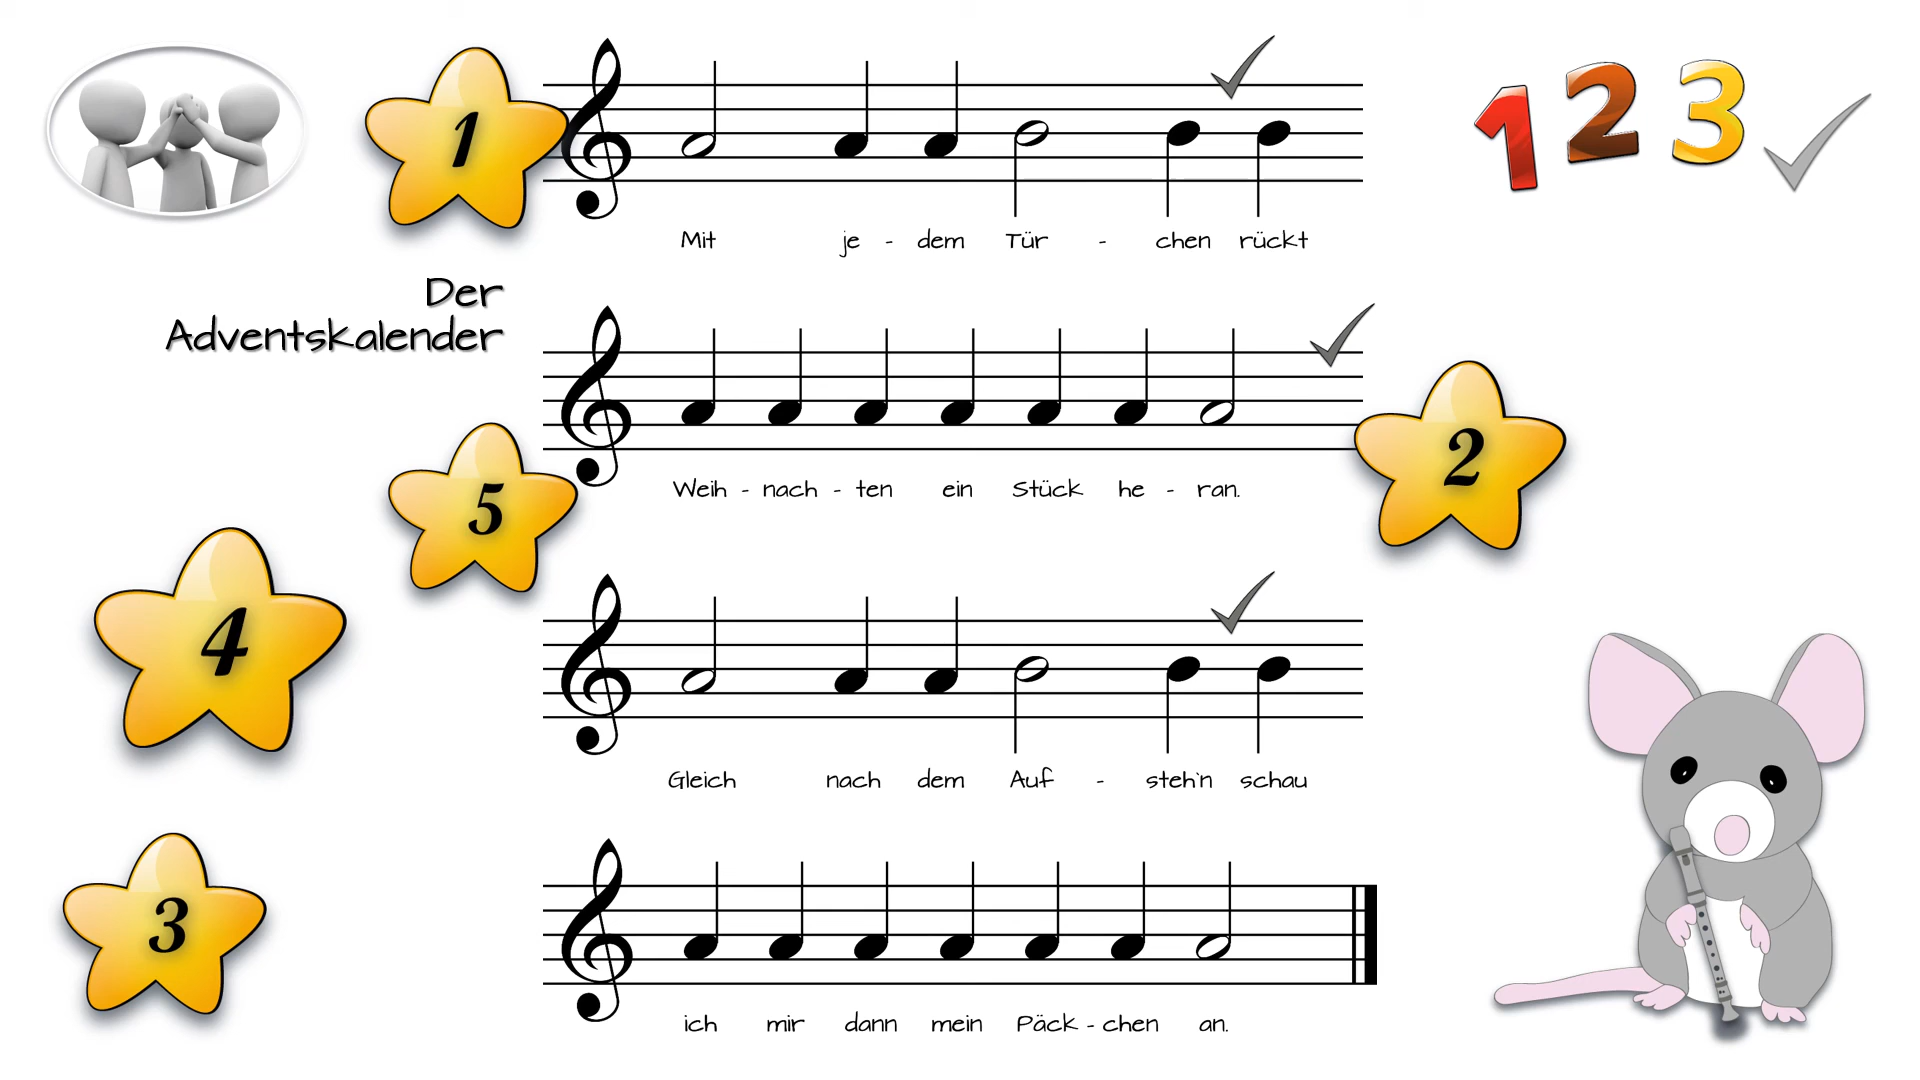 1
1 2 3
Mit je - dem Tür - chen rückt
Der
Adventskalender
2
Weih - nach - ten ein Stück he - ran.
5
4
Gleich nach dem Auf - steh'n schau
3
ich mir dann mein Päck - chen an.